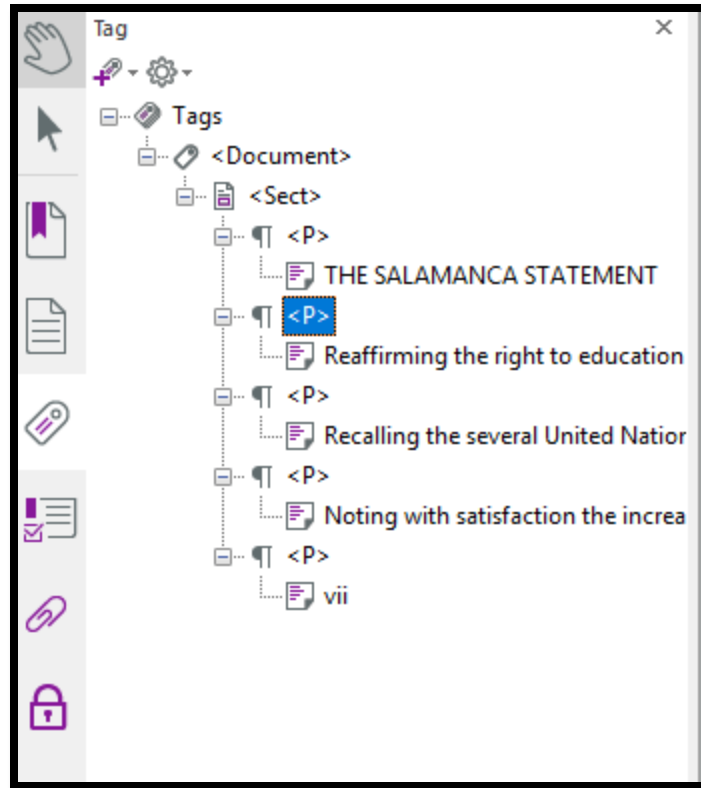 Tag
Tags
<Document>
<Sect>
<P>
THE SALAMANCA STATEMENT
<P>
Reaffirming the right to education
<P>
Recalling the several United Nation
<P>
Noting with satisfaction the increa
<P>
vii